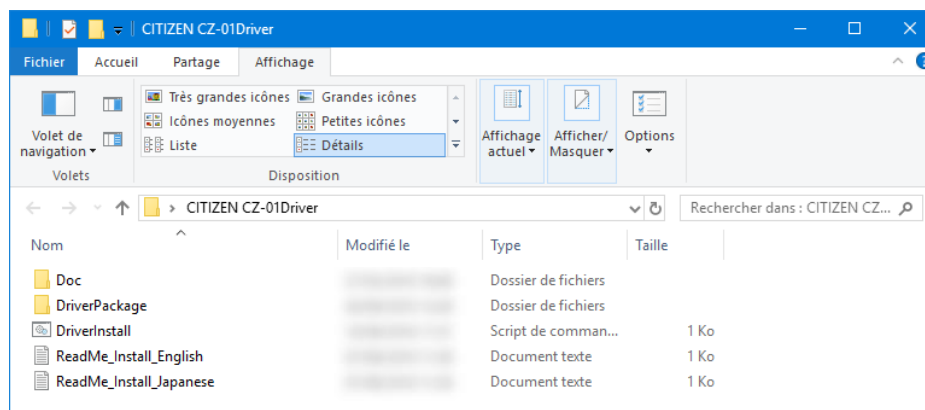 CITIZEN CZ-01Driver
Fichier Accueil Partage Affichage
Très grandes icônes Grandes icônes
Icônes moyennes Petites icônes
Liste Détails
Volet de navigation
Affichage actuel
Afficher/ Masquer
Options
Volets Disposition
CITIZEN CZ-01Driver Rechercher dans : CITIZEN CZ...
Nom Modifié le Type Taille
Doc Dossier de fichiers
DriverPackage Dossier de fichiers
DriverInstall Script de comman... 1 Ko
ReadMe_Install_English Document texte 1 Ko
ReadMe_Install_Japanese Document texte 1 Ko